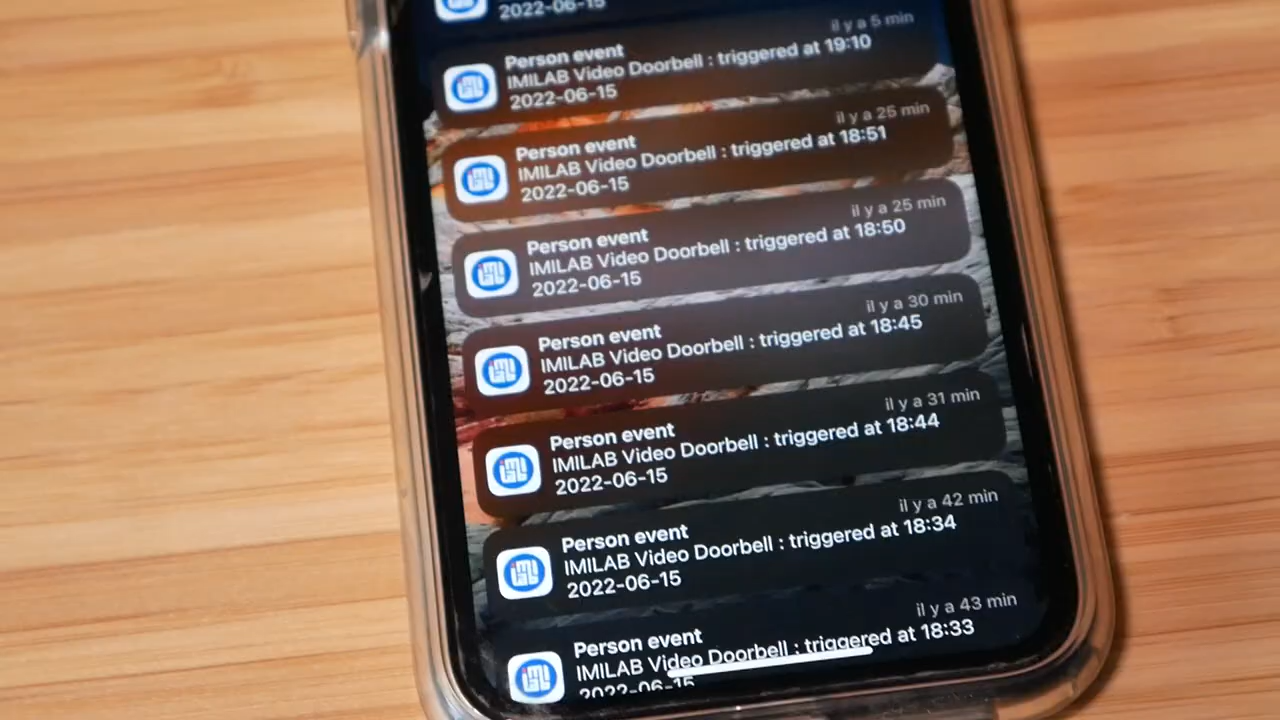 2022-06-15
il y a 5 min
Person event
IMILAB Video Doorbell : triggered at 19:10
2022-06-15
il y a 25 min
Person event
IMILAB Video Doorbell : triggered at 18:51
2022-06-15
il y a 25 min
Person event
IMILAB Video Doorbell : triggered at 18:50
2022-06-15
il y a 30 min
Person event
IMILAB Video Doorbell : triggered at 18:45
2022-06-15
il y a 31 min
Person event
IMILAB Video Doorbell : triggered at 18:44
2022-06-15
il y a 42 min
Person event
IMILAB Video Doorbell : triggered at 18:34
2022-06-15
il y a 43 min
Person event
IMILAB Video Doorbell : triggered at 18:33
2022-06-15